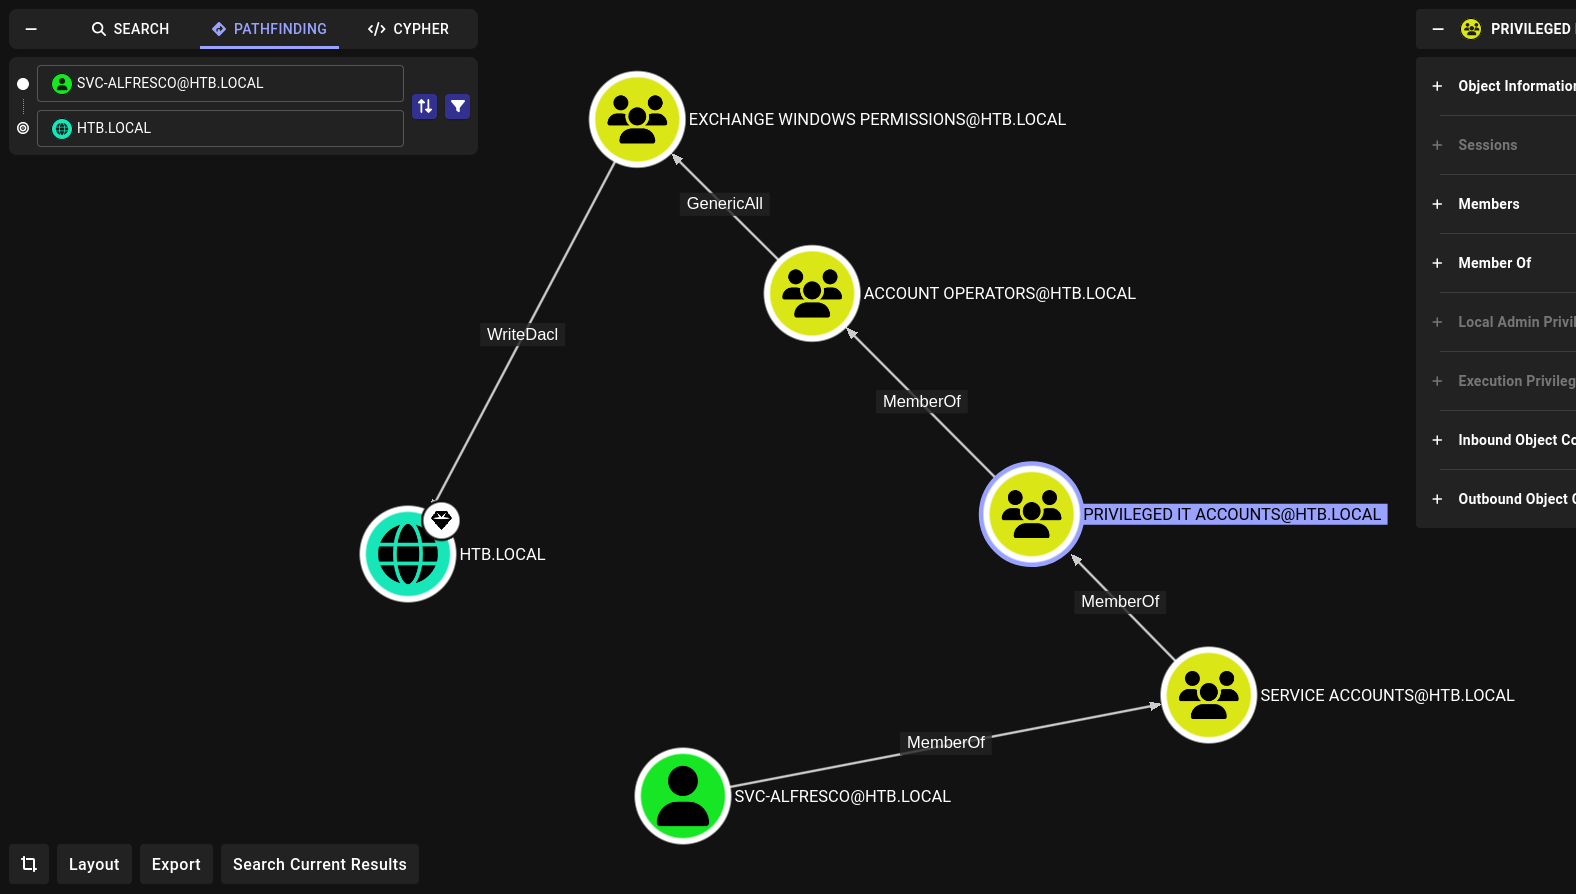 SEARCH
PATHFINDING
CYPHER
SVC-ALFRESCO@HTB.LOCAL
HTB.LOCAL
PRIVILEGED
Object Information
Sessions
Members
Member Of
Local Admin Privil
Execution Privileg
Inbound Object Co
Outbound Object C
EXCHANGE WINDOWS PERMISSIONS@HTB.LOCAL
GenericAll
ACCOUNT OPERATORS@HTB.LOCAL
WriteDacl
MemberOf
PRIVILEGED IT ACCOUNTS@HTB.LOCAL
HTB.LOCAL
MemberOf
SERVICE ACCOUNTS@HTB.LOCAL
MemberOf
SVC-ALFRESCO@HTB.LOCAL
Layout
Export
Search Current Results